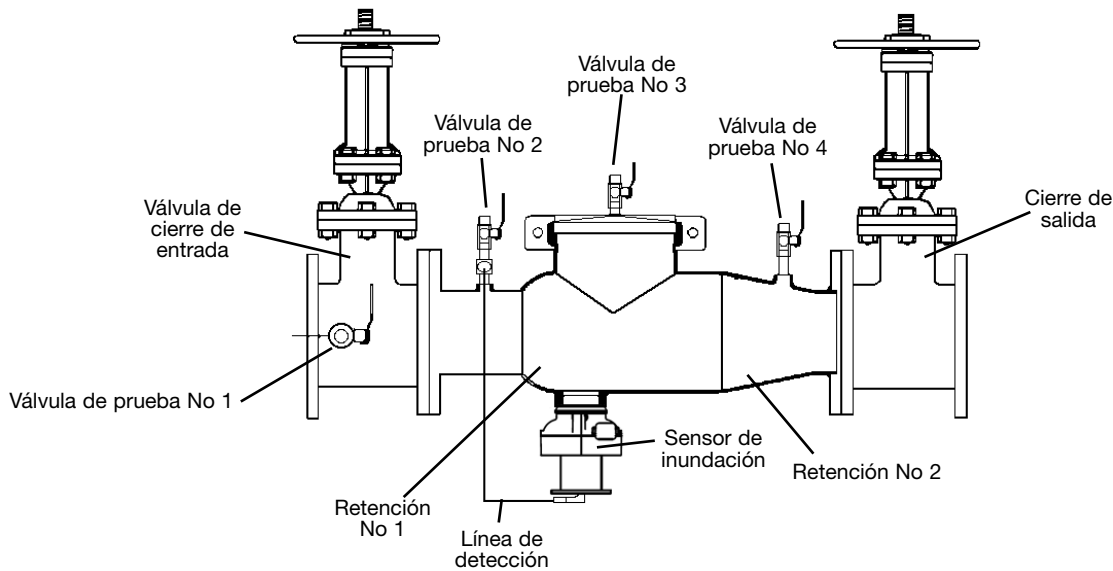 Válvula de
prueba No 3
Válvula de
prueba No 2
Válvula de
prueba No 4
Válvula de
cierre de
entrada
Cierre de
salida
Válvula de prueba No 1
Sensor de
inundación
Retención No 2
Retención
No 1
Línea de
detección